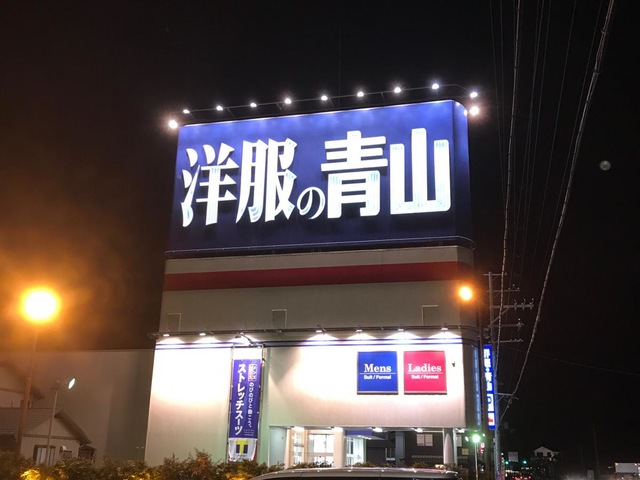 洋服の青山
Mens
Suit / Formal
Ladies
Suit / Formal
ストレッチスーツ